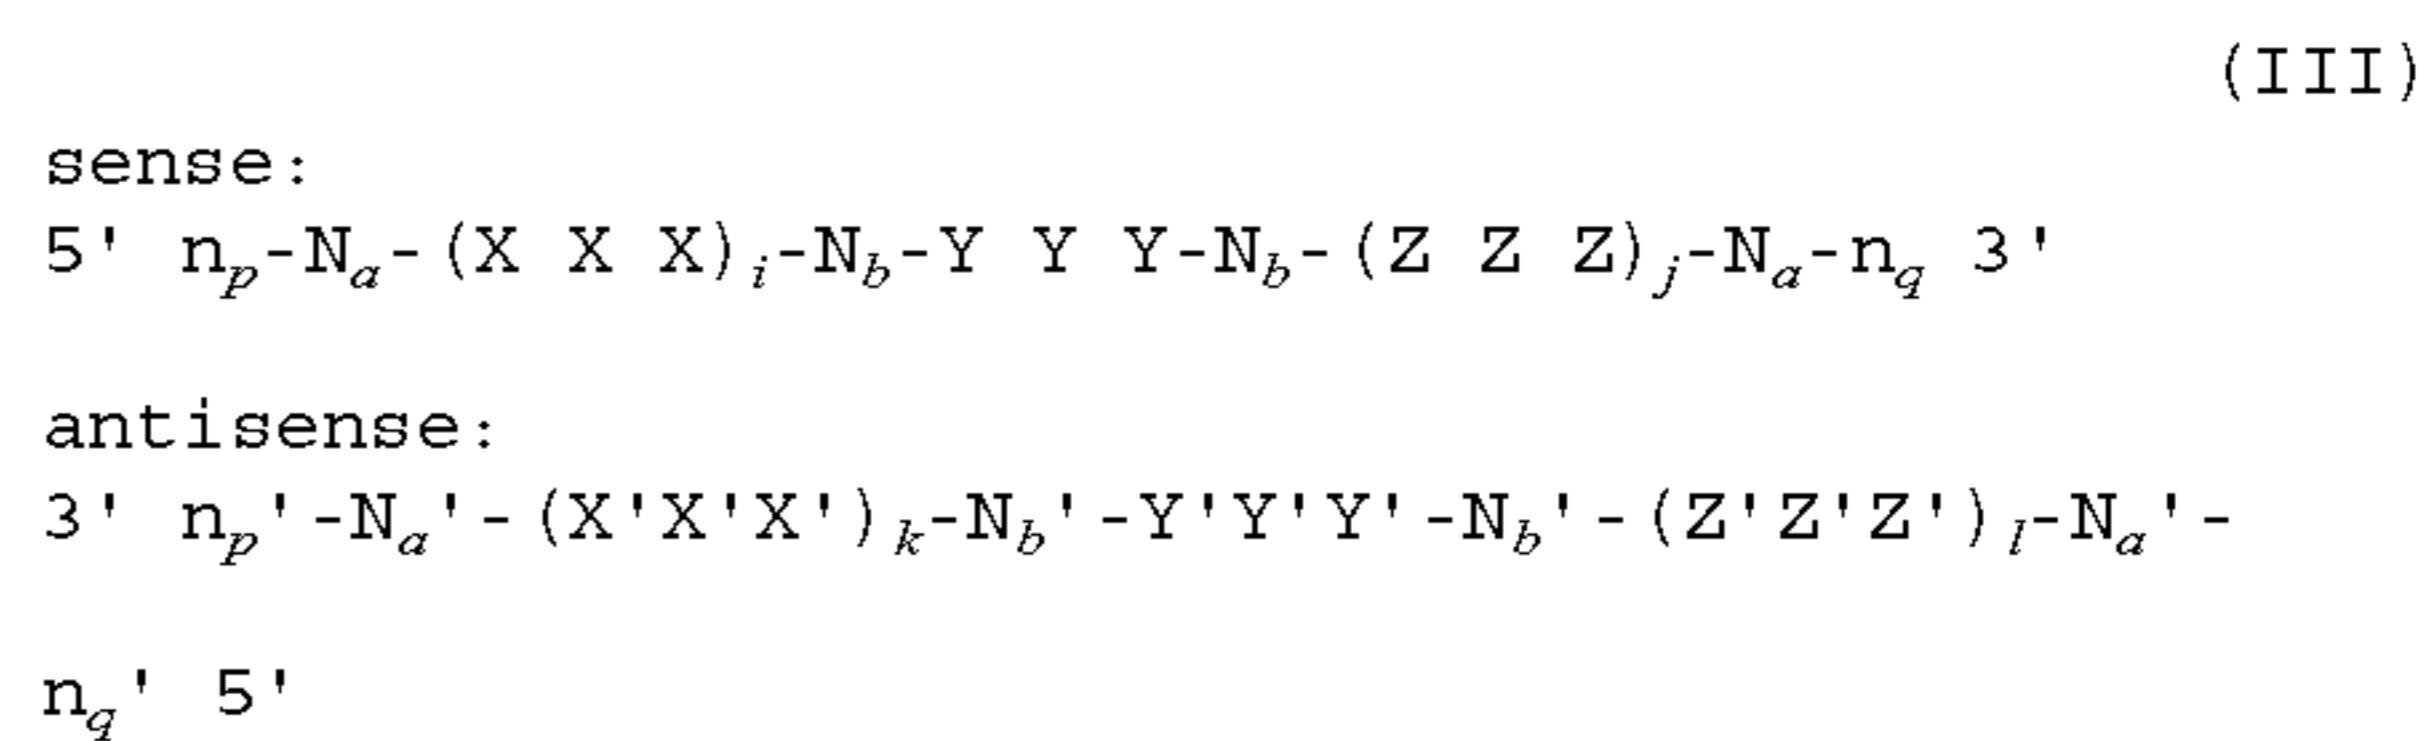 (III)
sense:
5' np-Na-(X X X)i-Nb-Y Y Y-Nb-(Z Z Z)j-Na-nq 3'
antisense:
3' np'-Na'-(X'X'X')k-Nb'-Y'Y'Y'-Nb'-(Z'Z'Z')l-Na'-
nq' 5'